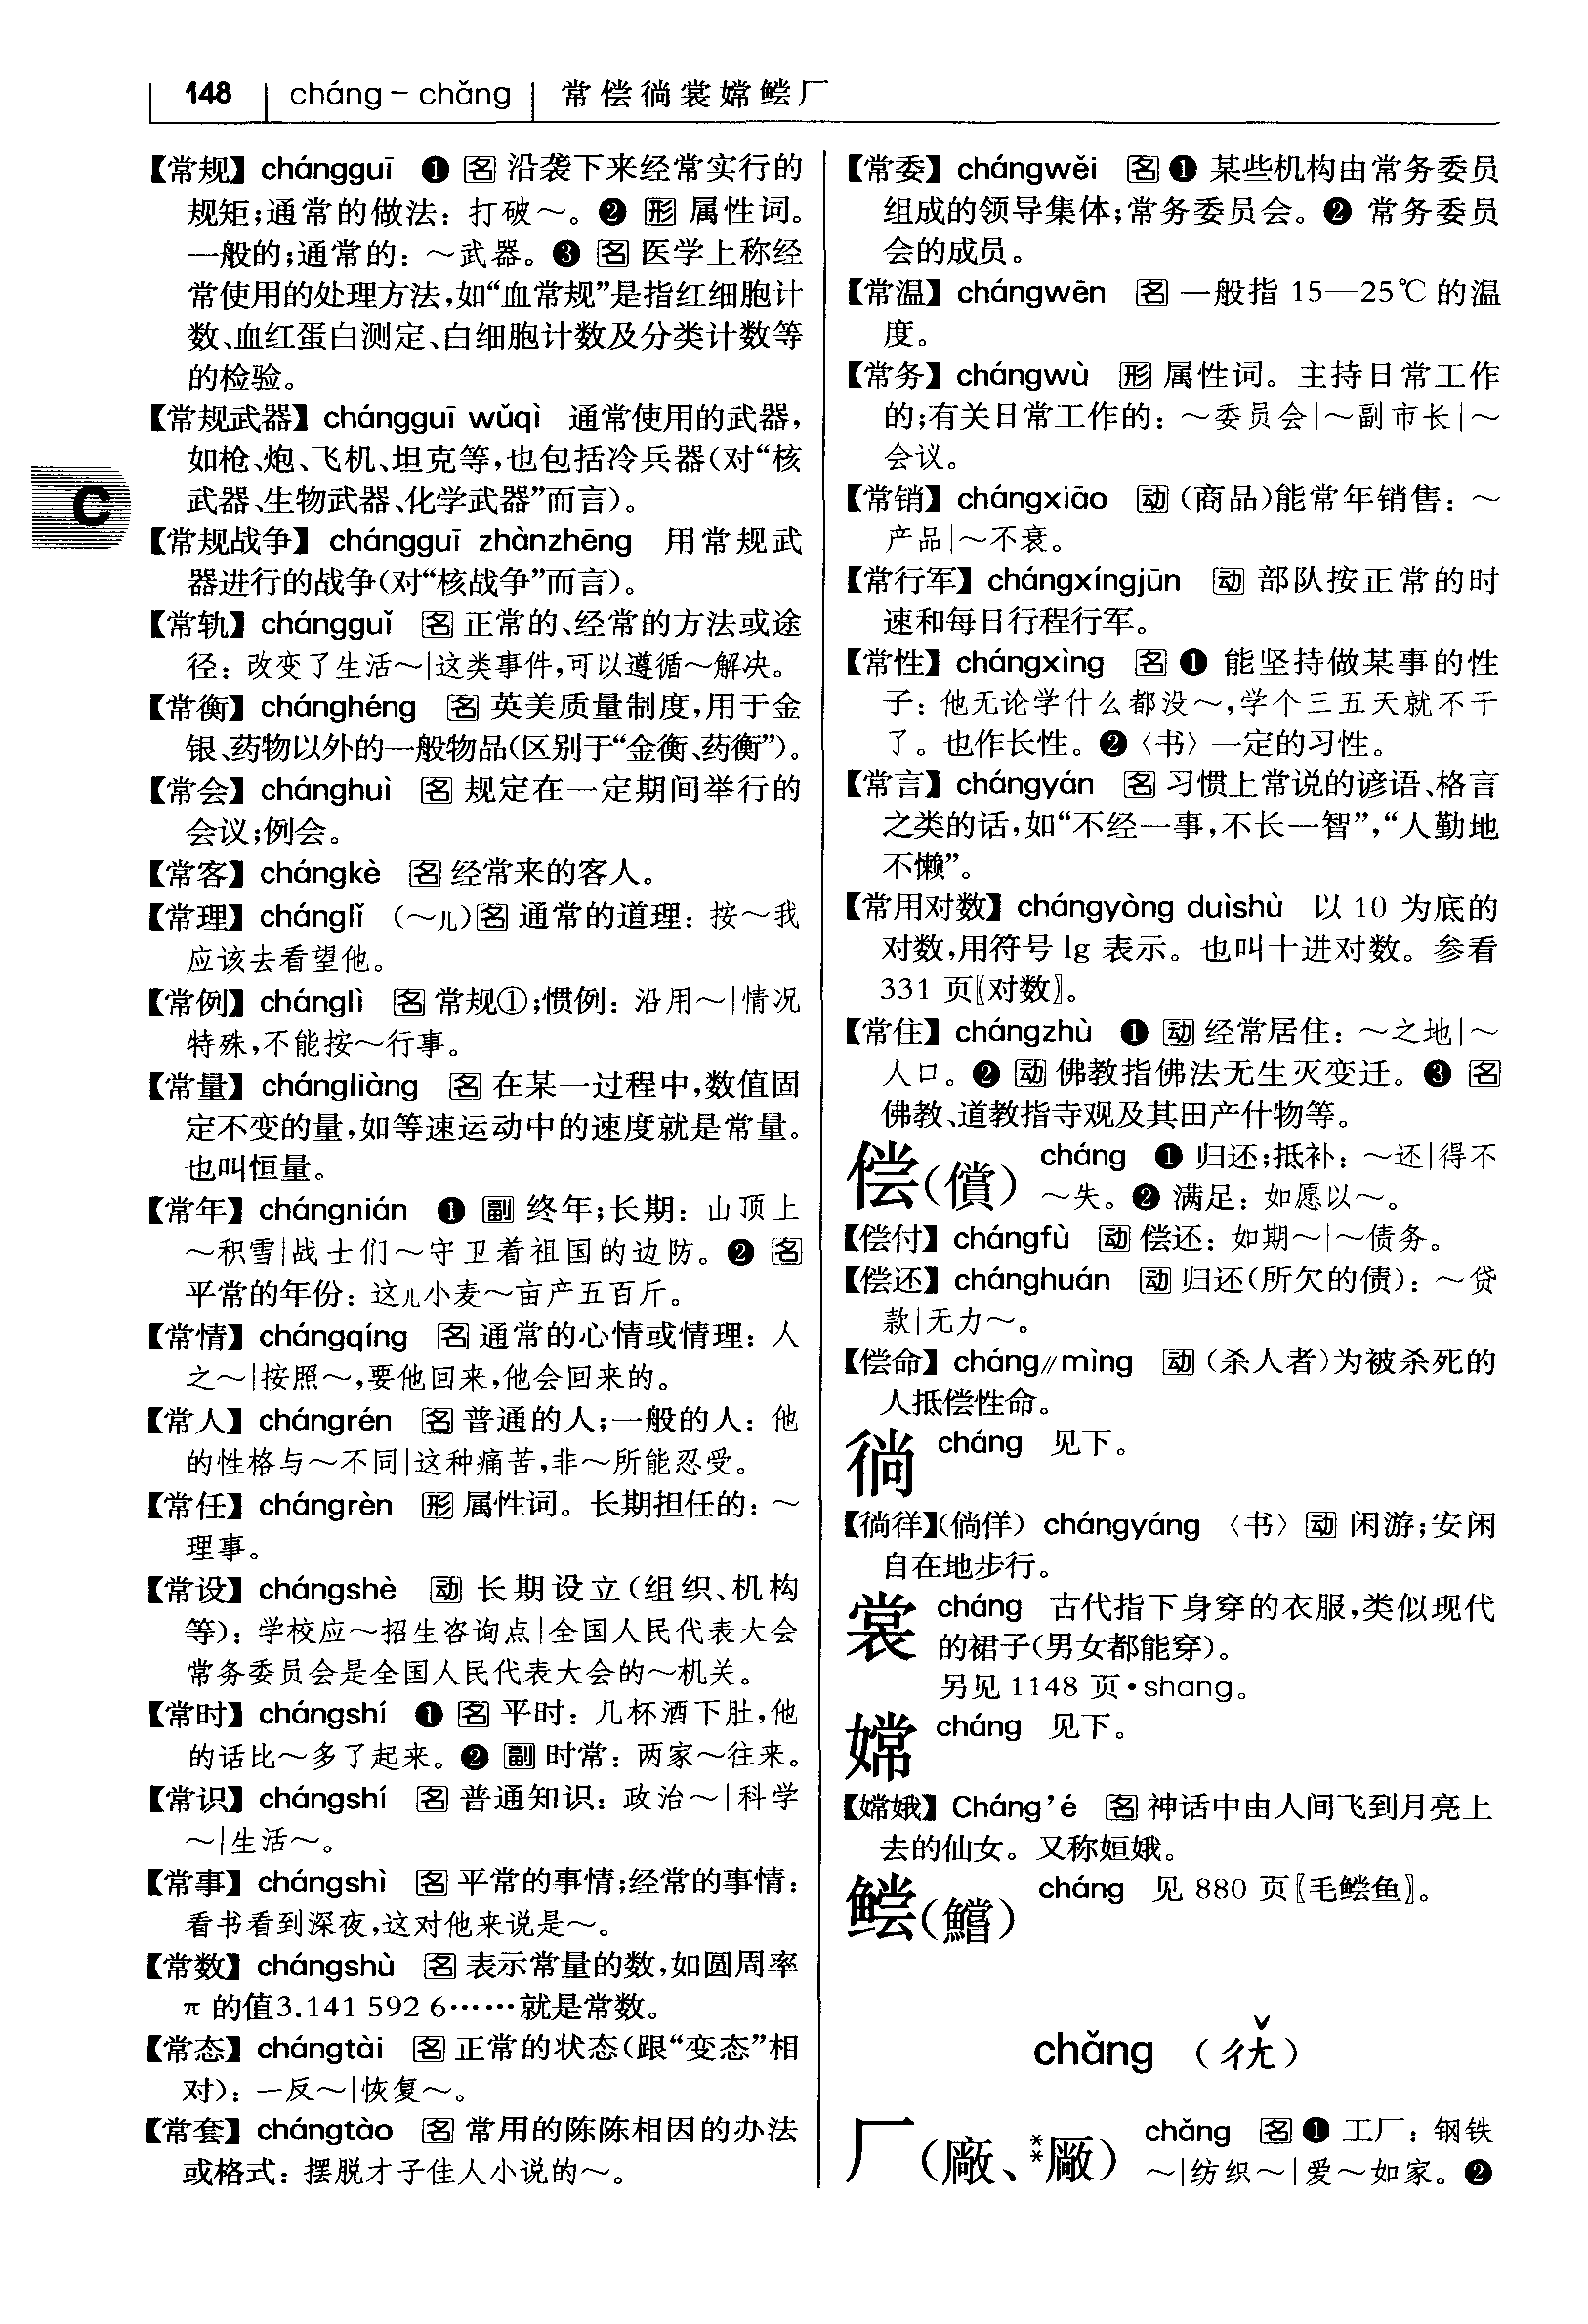 148 cháng－chǎng 常偿徜裳嫦鲿厂
【常规】 chángguī ❶ 名 沿袭下来经常实行的
规矩;通常的做法：打破～。❷ 形 属性词。
一般的;通常的：～武器。❸ 名 医学上称经
常使用的处理方法,如“血常规”是指红细胞计
数、血红蛋白测定、白细胞计数及分类计数等
的检验。
【常规武器】 chángguī wǔqì 通常使用的武器,
如枪、炮、飞机、坦克等,也包括冷兵器(对“核
武器、生物武器、化学武器”而言)。
【常规战争】 chángguī zhànzhēng 用常规武
器进行的战争(对“核战争”而言)。
【常轨】 chángguǐ 名 正常的、经常的方法或途
径：改变了生活～|这类事件,可以遵循～解决。
【常衡】 chánghéng 名 英美质量制度,用于金
银、药物以外的一般物品(区别于“金衡、药衡”)。
【常会】 chánghuì 名 规定在一定期间举行的
会议;例会。
【常客】 chángkè 名 经常来的客人。
【常理】 chánglǐ (～儿)名 通常的道理：按～我
应该去看望他。
【常例】 chánglì 名 常规①;惯例：沿用～|情况
特殊,不能按～行事。
【常量】 chángliàng 名 在某一过程中,数值固
定不变的量,如等速运动中的速度就是常量。
也叫恒量。
【常年】 chángnián ❶ 副 终年;长期：山顶上
～积雪|战士们～守卫着祖国的边防。❷ 名
平常的年份：这儿小麦～亩产五百斤。
【常情】 chángqíng 名 通常的心情或情理：人
之～|按照～,要他回来,他会回来的。
【常人】 chángrén 名 普通的人;一般的人：他
的性格与～不同|这种痛苦,非～所能忍受。
【常任】 chángrèn 形 属性词。长期担任的：～
理事。
【常设】 chángshè 动 长期设立(组织、机构
等)：学校应～招生咨询点|全国人民代表大会
常务委员会是全国人民代表大会的～机关。
【常时】 chángshí ❶ 名 平时：几杯酒下肚,他
的话比～多了起来。❷ 副 时常：两家～往来。
【常识】 chángshí 名 普通知识：政治～|科学
～|生活～。
【常事】 chángshì 名 平常的事情;经常的事情：
看书看到深夜,这对他来说是～。
【常数】 chángshù 名 表示常量的数,如圆周率
π 的值3.141 592 6……就是常数。
【常态】 chángtài 名 正常的状态(跟“变态”相
对)：一反～|恢复～。
【常套】 chángtào 名 常用的陈陈相因的办法
或格式：摆脱才子佳人小说的～。
C
【常委】 chángwěi 名 ❶ 某些机构由常务委员
组成的领导集体;常务委员会。❷ 常务委员
会的成员。
【常温】 chángwēn 名 一般指 15—25℃ 的温
度。
【常务】 chángwù 形 属性词。主持日常工作
的;有关日常工作的：～委员会|～副市长|～
会议。
【常销】 chángxiāo 动 (商品)能常年销售：～
产品|～不衰。
【常行军】 chángxíngjūn 动 部队按正常的时
速和每日行程行军。
【常性】 chángxìng 名 ❶ 能坚持做某事的性
子：他无论学什么都没～,学个三五天就不干
了。也作长性。❷〈书〉一定的习性。
【常言】 chángyán 名 习惯上常说的谚语、格言
之类的话,如“不经一事,不长一智”,“人勤地
不懒”。
【常用对数】 chángyòng duìshù 以 10 为底的
对数,用符号 lg 表示。也叫十进对数。参看
331 页〖对数〗。
【常住】 chángzhù ❶ 动 经常居住：～之地|～
人口。❷ 动 佛教指佛法无生灭变迁。❸ 名
佛教、道教指寺观及其田产什物等。
偿(償) cháng ❶ 归还;抵补：～还|得不
～失。❷ 满足：如愿以～。
【偿付】 chángfù 动 偿还：如期～|～债务。
【偿还】 chánghuán 动 归还(所欠的债)：～贷
款|无力～。
【偿命】 cháng//mìng 动 (杀人者)为被杀死的
人抵偿性命。
徜 cháng 见下。
【徜徉】(倘佯) chángyáng 〈书〉动 闲游;安闲
自在地步行。
裳 cháng 古代指下身穿的衣服,类似现代
的裙子(男女都能穿)。
另见 1148 页 •shang。
嫦 cháng 见下。
【嫦娥】 Cháng’é 名 神话中由人间飞到月亮上
去的仙女。又称姮娥。
鲿(鱨) cháng 见 880 页〖毛鲿鱼〗。
chǎng （ㄔㄤˇ）
厂(廠、**厰) chǎng 名 ❶ 工厂：钢铁
～|纺织～|爱～如家。❷